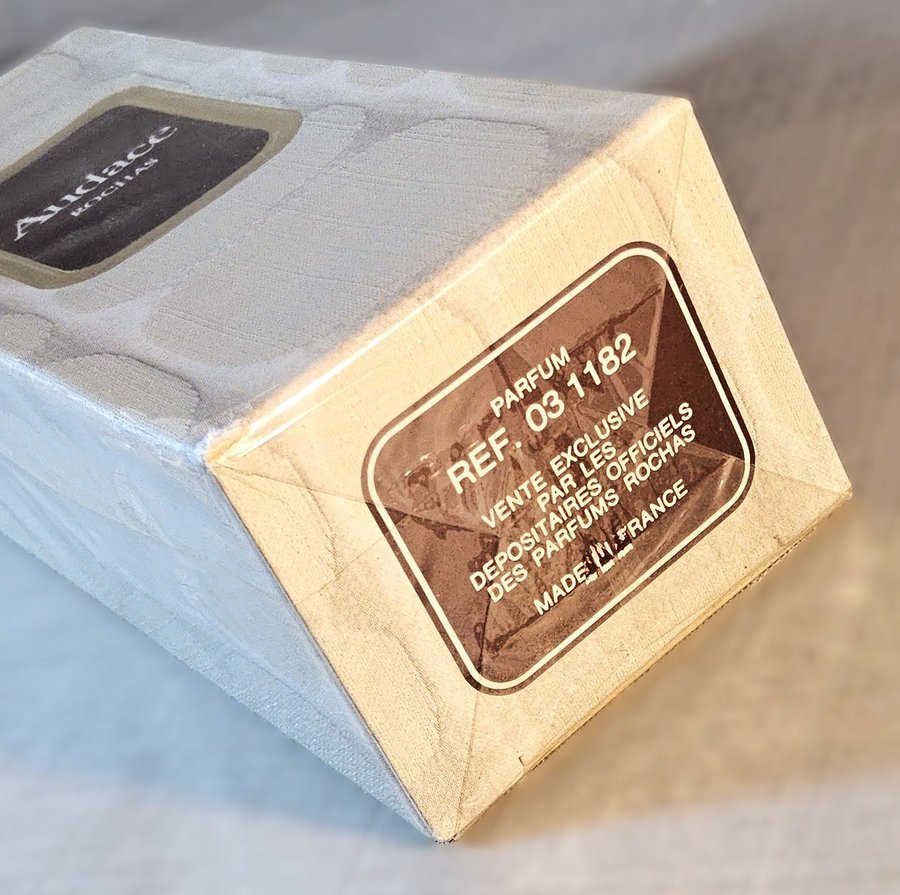 Audace
ROCHAS
PARFUM
REF. 03 1182
VENTE EXCLUSIVE
PAR LES
DEPOSITAIRES OFFICIELS
DES PARFUMS ROCHAS
MADE IN FRANCE